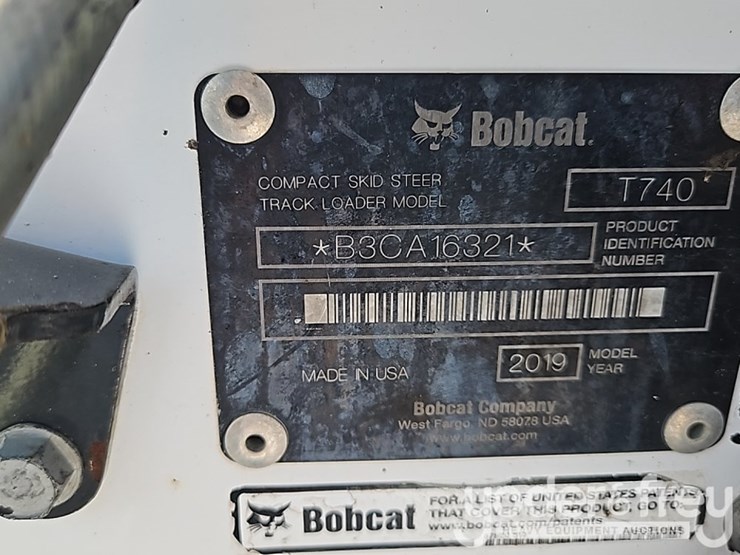 Bobcat.
COMPACT SKID STEER
TRACK LOADER MODEL
T740
*B3CA16321*
PRODUCT
IDENTIFICATION
NUMBER
MADE IN USA
2019
MODEL
YEAR
Bobcat Company
West Fargo, ND 58078 USA
www.bobcat.com
Bobcat
FOR A LIST OF UNITED STATES PATENTS
THAT COVER THIS PRODUCT, GO TO:
www.bobcat.com/patents
EQUIPMENT AUCTIONS